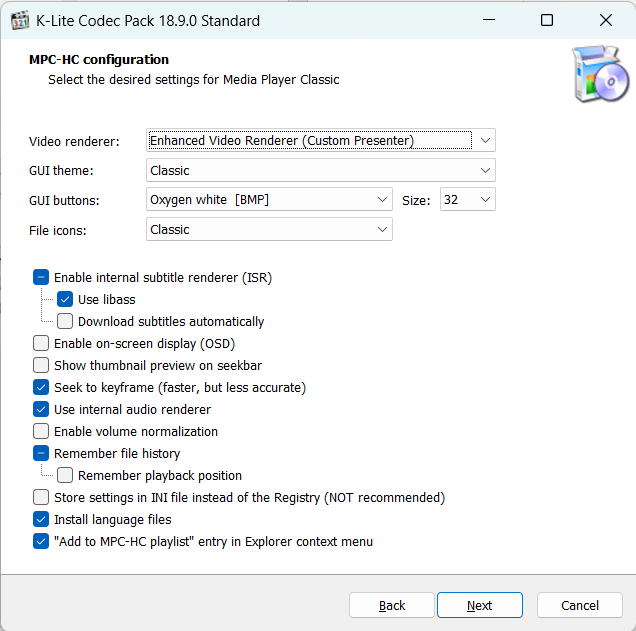 K-Lite Codec Pack 18.9.0 Standard
MPC-HC configuration
Select the desired settings for Media Player Classic
Video renderer: Enhanced Video Renderer (Custom Presenter)
GUI theme: Classic
GUI buttons: Oxygen white [BMP] Size: 32
File icons: Classic
Enable internal subtitle renderer (ISR)
Use libass
Download subtitles automatically
Enable on-screen display (OSD)
Show thumbnail preview on seekbar
Seek to keyframe (faster, but less accurate)
Use internal audio renderer
Enable volume normalization
Remember file history
Remember playback position
Store settings in INI file instead of the Registry (NOT recommended)
Install language files
"Add to MPC-HC playlist" entry in Explorer context menu
Back Next Cancel